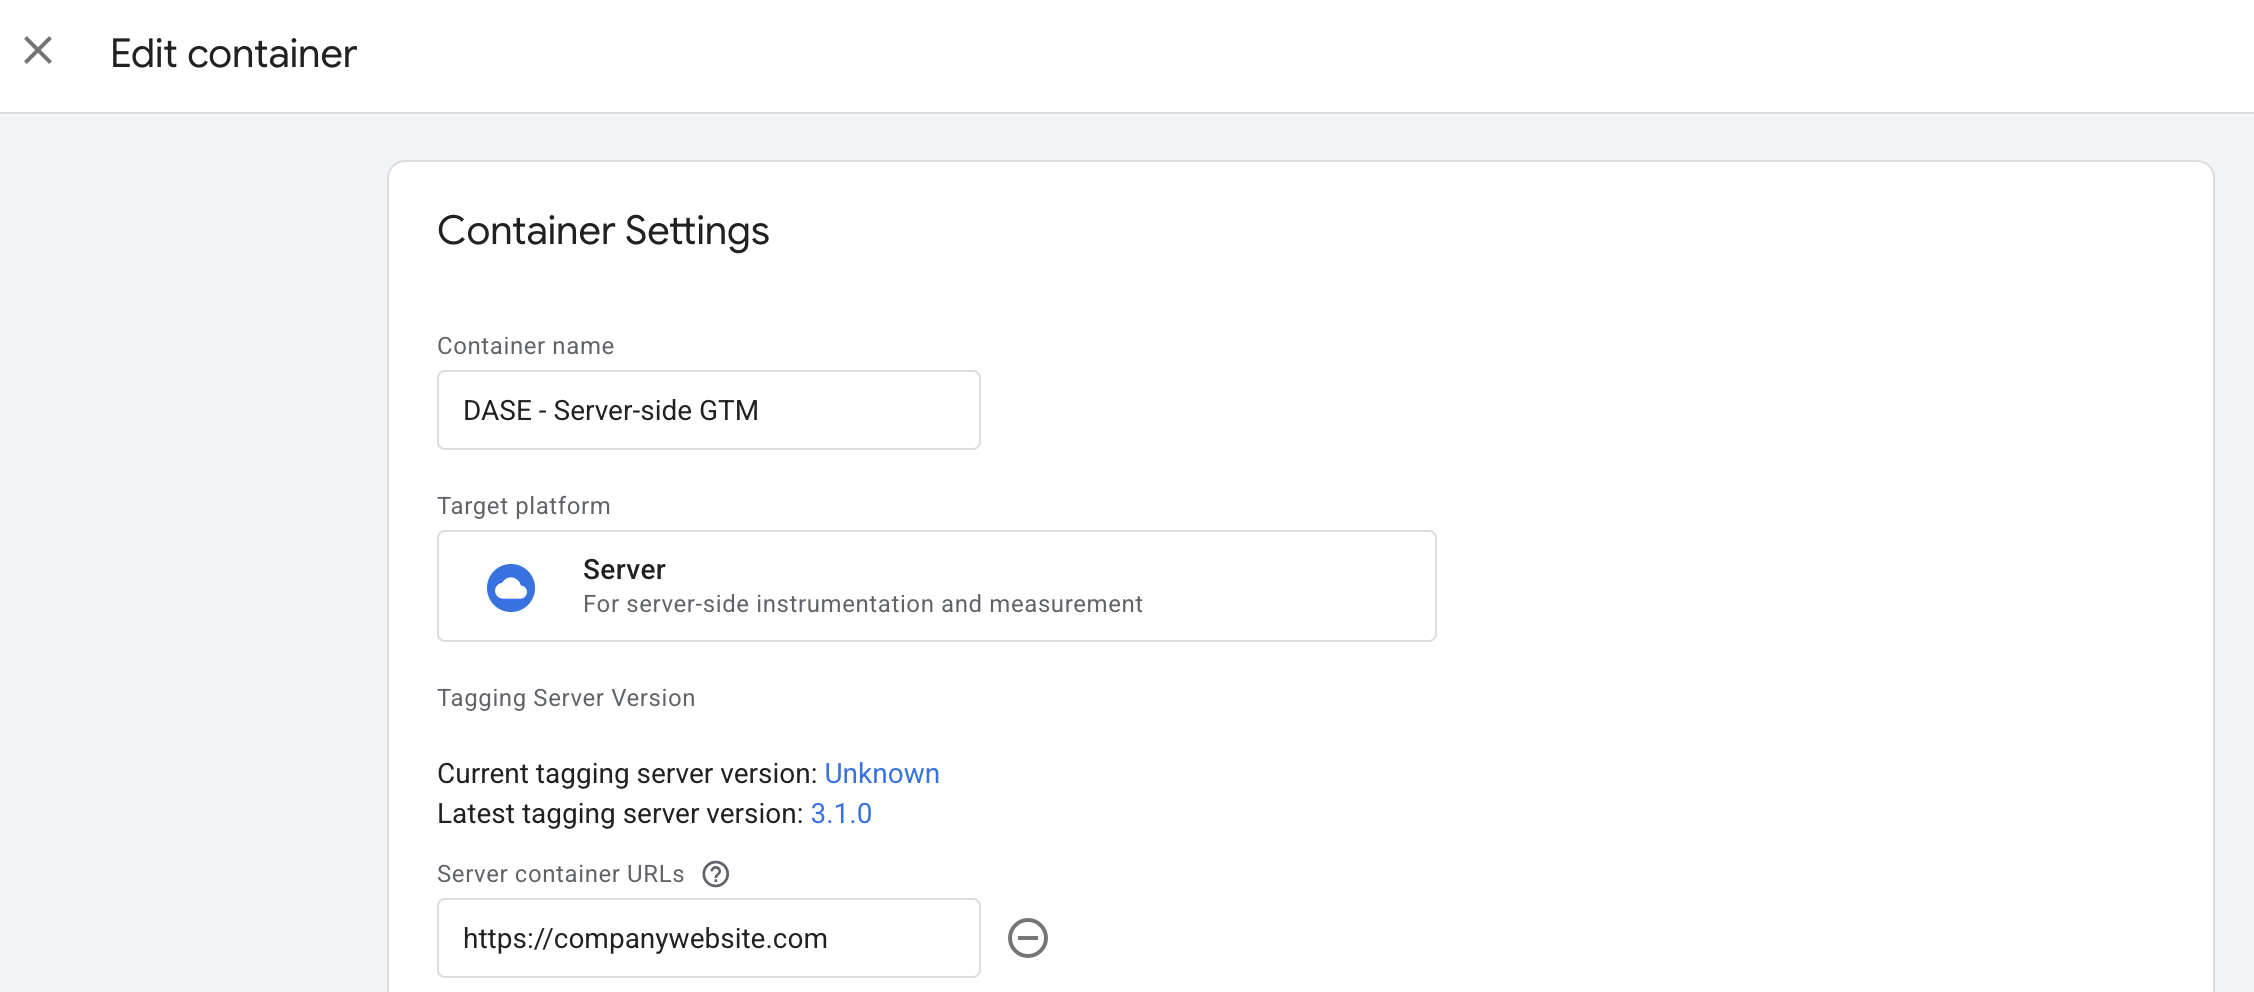 Edit container
Container Settings
Container name
DASE - Server-side GTM
Target platform
Server
For server-side instrumentation and measurement
Tagging Server Version
Current tagging server version: Unknown
Latest tagging server version: 3.1.0
Server container URLs
https://companywebsite.com